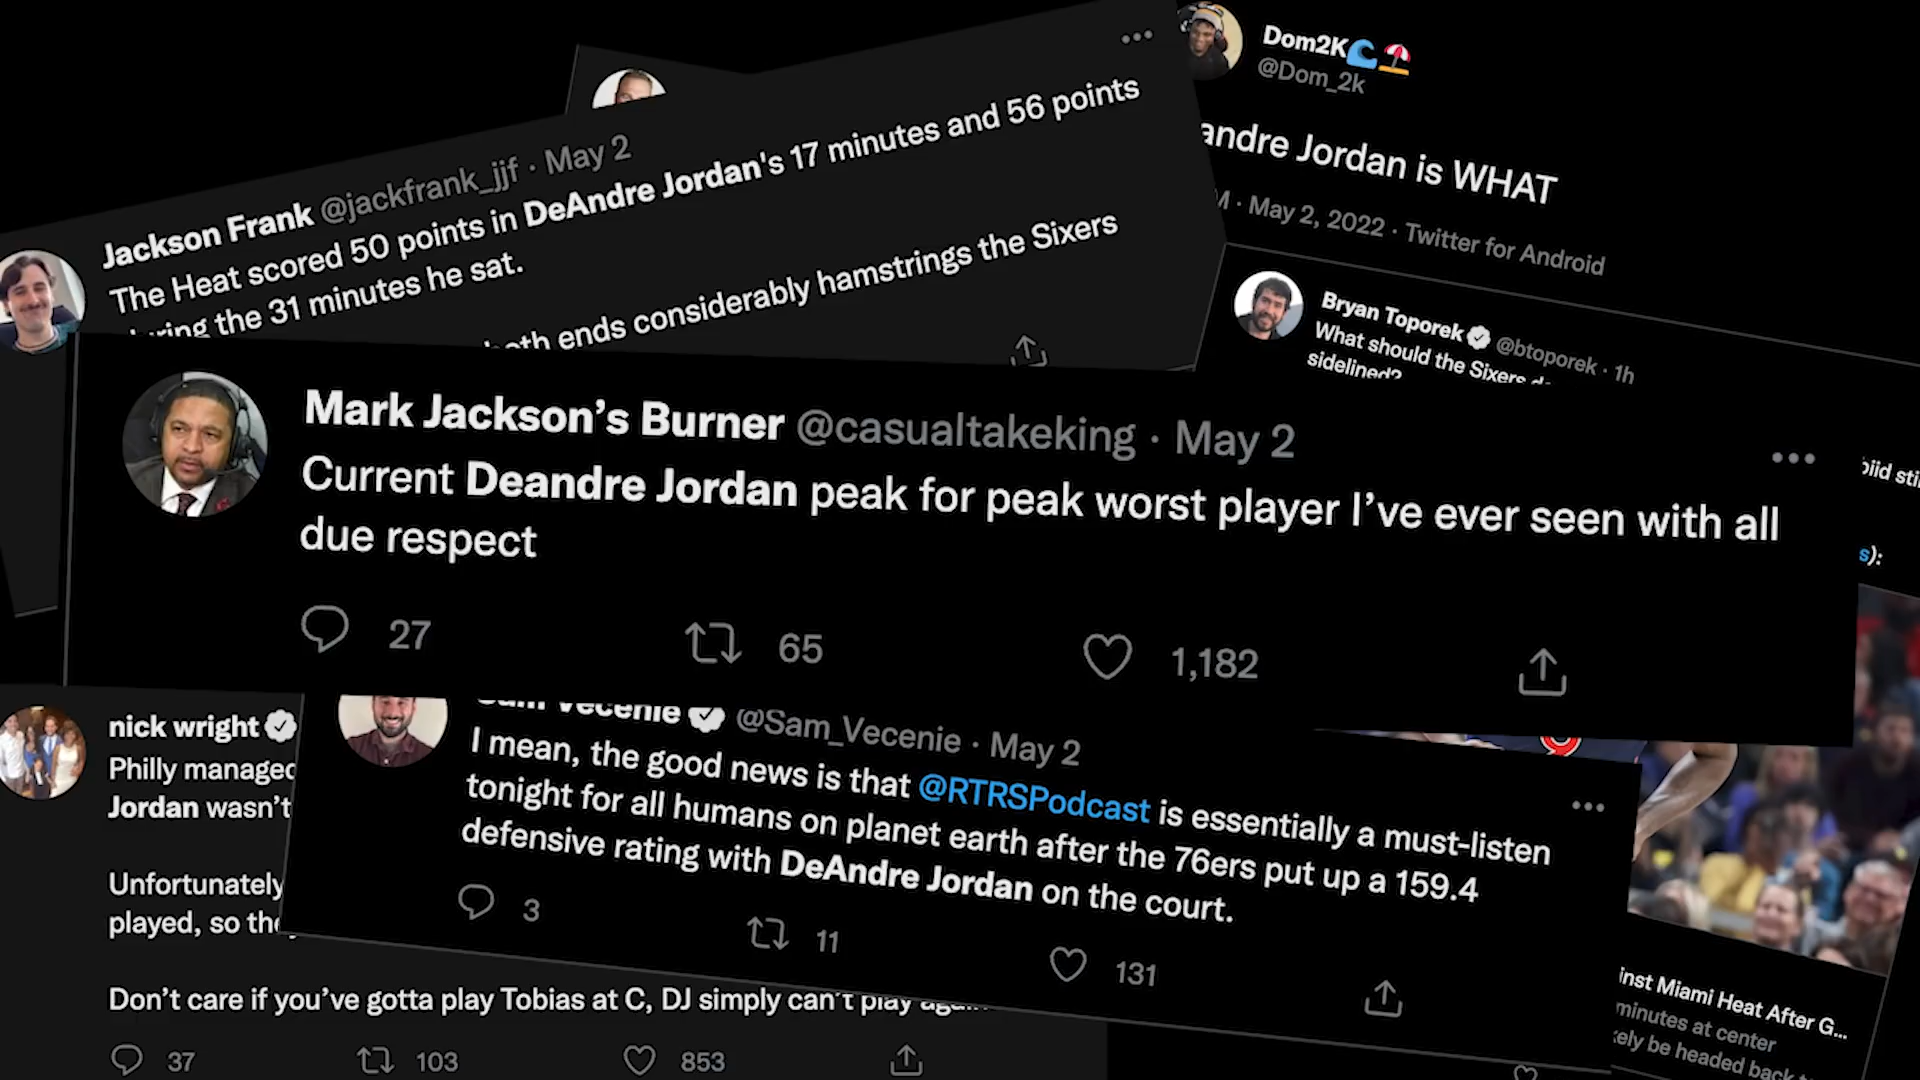 Jackson Frank @jackfrank_jjf · May 2
The Heat scored 50 points in DeAndre Jordan's 17 minutes and 56 points
during the 31 minutes he sat.
both ends considerably hamstrings the Sixers
Dom2K
@Dom_2k
andre Jordan is WHAT
M · May 2, 2022 · Twitter for Android
Bryan Toporek @btoporek · 1h
What should the Sixers
sidelined?
Mark Jackson’s Burner @casualtakeking · May 2
Current Deandre Jordan peak for peak worst player I’ve ever seen with all
due respect
27 65 1,182
s):
nick wright
Philly managed
Jordan wasn’t
Unfortunately
played, so they
Don’t care if you’ve gotta play Tobias at C, DJ simply can’t play
37 103 853
Sam Vecenie @Sam_Vecenie · May 2
I mean, the good news is that @RTRSPodcast is essentially a must-listen
tonight for all humans on planet earth after the 76ers put up a 159.4
defensive rating with DeAndre Jordan on the court.
3 11 131
inst Miami Heat After G...
minutes at center
ely be headed back